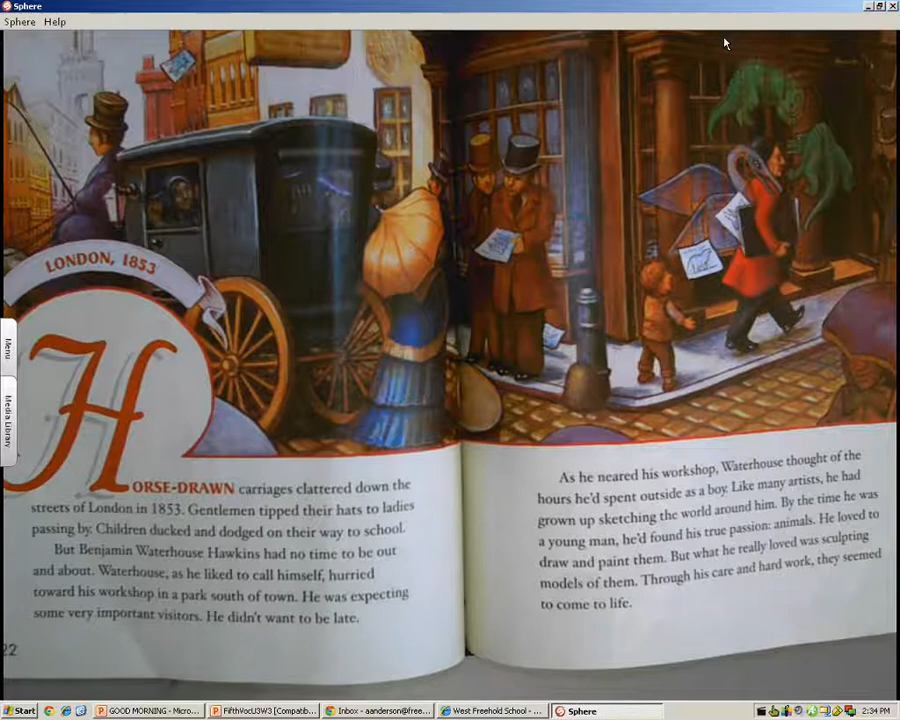 Sphere
Sphere Help
LONDON, 1853
HORSE-DRAWN carriages clattered down the
streets of London in 1853. Gentlemen tipped their hats to ladies
passing by. Children ducked and dodged on their way to school.
But Benjamin Waterhouse Hawkins had no time to be out
and about. Waterhouse, as he liked to call himself, hurried
toward his workshop in a park south of town. He was expecting
some very important visitors. He didn't want to be late.
22
As he neared his workshop, Waterhouse thought of the
hours he'd spent outside as a boy. Like many artists, he had
grown up sketching the world around him. By the time he was
a young man, he'd found his true passion: animals. He loved to
draw and paint them. But what he really loved was sculpting
models of them. Through his care and hard work, they seemed
to come to life.
Menu
Media Library
Start
GOOD MORNING - Micro...
FifthVocU3W3 [Compatib...
Inbox - aanderson@free...
West Freehold School - ...
Sphere
2:34 PM